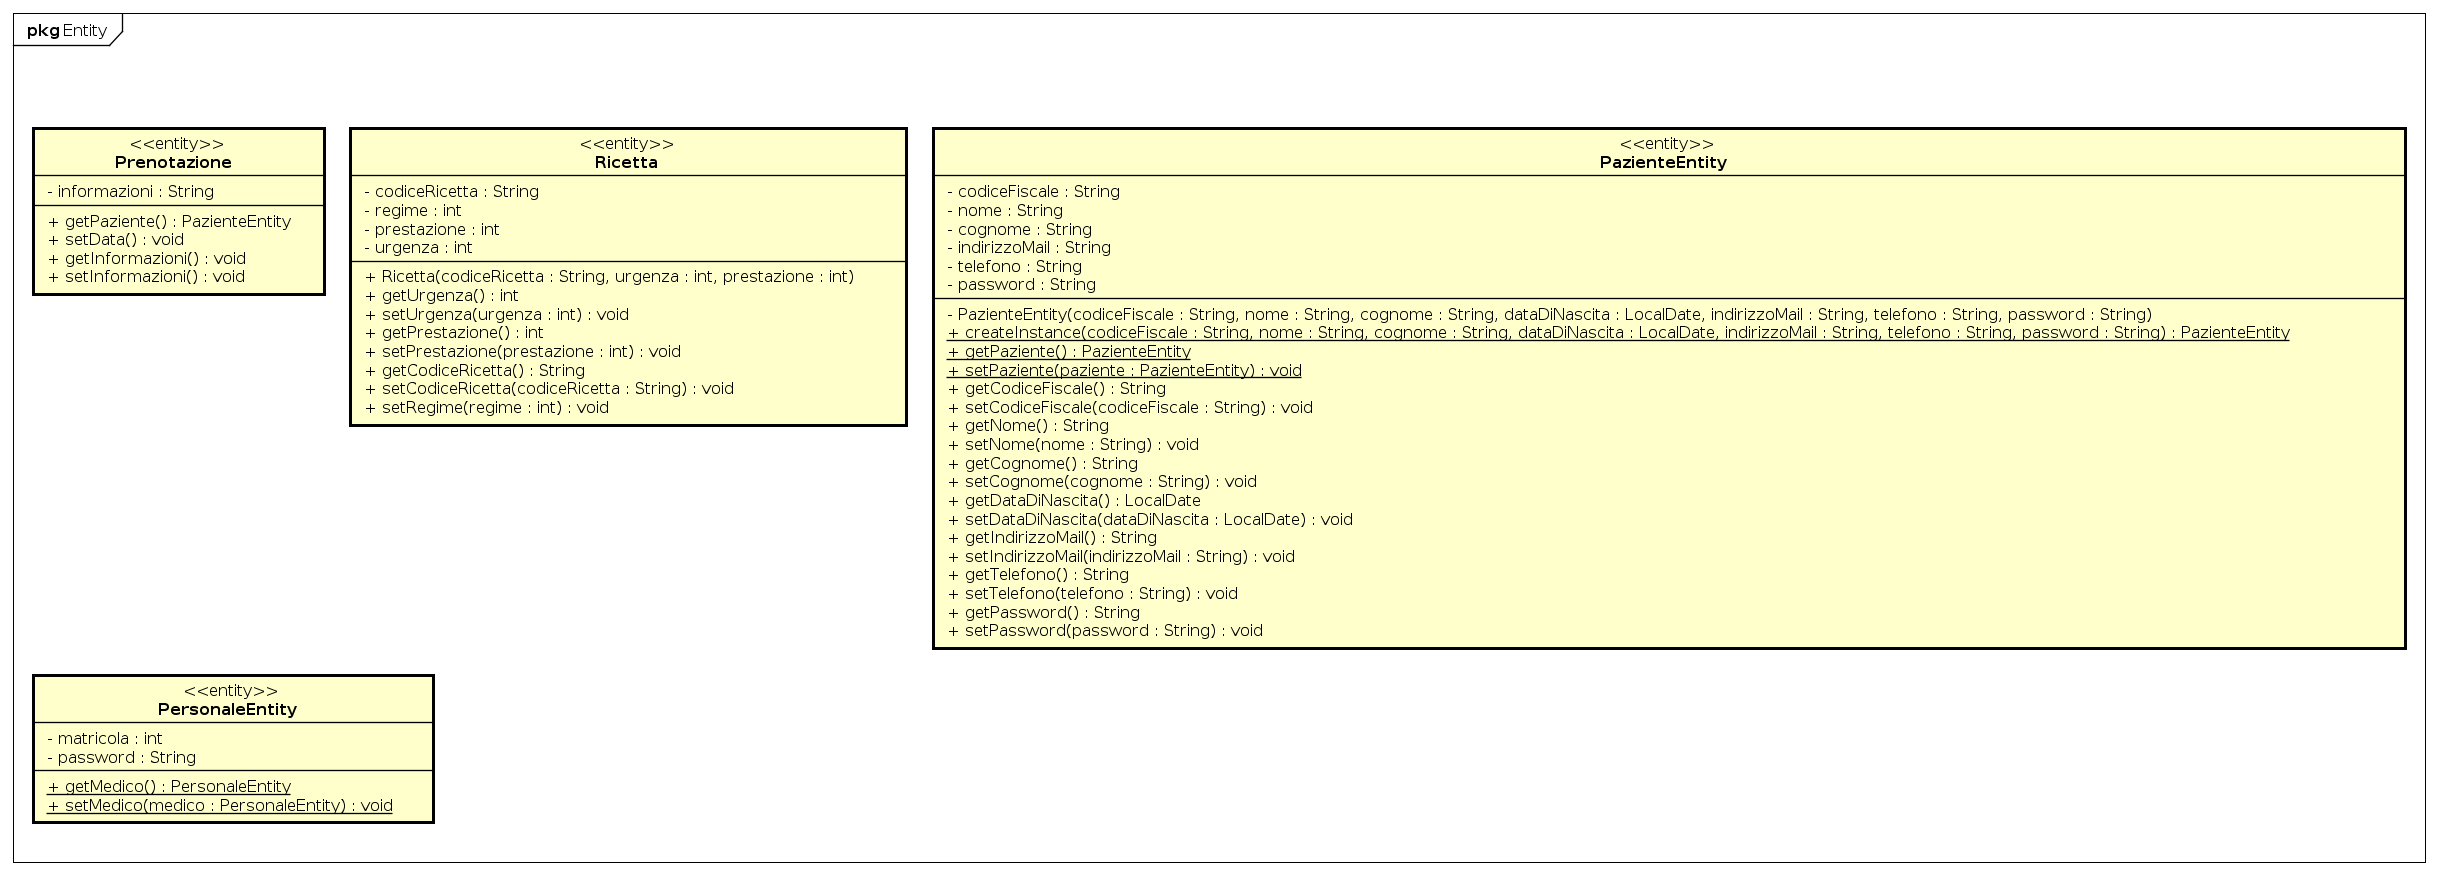 pkg Entity
<<entity>>
Prenotazione
- informazioni : String
+ getPaziente() : PazienteEntity
+ setData() : void
+ getInformazioni() : void
+ setInformazioni() : void
<<entity>>
Ricetta
- codiceRicetta : String
- regime : int
- prestazione : int
- urgenza : int
+ Ricetta(codiceRicetta : String, urgenza : int, prestazione : int)
+ getUrgenza() : int
+ setUrgenza(urgenza : int) : void
+ getPrestazione() : int
+ setPrestazione(prestazione : int) : void
+ getCodiceRicetta() : String
+ setCodiceRicetta(codiceRicetta : String) : void
+ setRegime(regime : int) : void
<<entity>>
PazienteEntity
- codiceFiscale : String
- nome : String
- cognome : String
- indirizzoMail : String
- telefono : String
- password : String
- PazienteEntity(codiceFiscale : String, nome : String, cognome : String, dataDiNascita : LocalDate, indirizzoMail : String, telefono : String, password : String)
+ createInstance(codiceFiscale : String, nome : String, cognome : String, dataDiNascita : LocalDate, indirizzoMail : String, telefono : String, password : String) : PazienteEntity
+ getPaziente() : PazienteEntity
+ setPaziente(paziente : PazienteEntity) : void
+ getCodiceFiscale() : String
+ setCodiceFiscale(codiceFiscale : String) : void
+ getNome() : String
+ setNome(nome : String) : void
+ getCognome() : String
+ setCognome(cognome : String) : void
+ getDataDiNascita() : LocalDate
+ setDataDiNascita(dataDiNascita : LocalDate) : void
+ getIndirizzoMail() : String
+ setIndirizzoMail(indirizzoMail : String) : void
+ getTelefono() : String
+ setTelefono(telefono : String) : void
+ getPassword() : String
+ setPassword(password : String) : void
<<entity>>
PersonaleEntity
- matricola : int
- password : String
+ getMedico() : PersonaleEntity
+ setMedico(medico : PersonaleEntity) : void